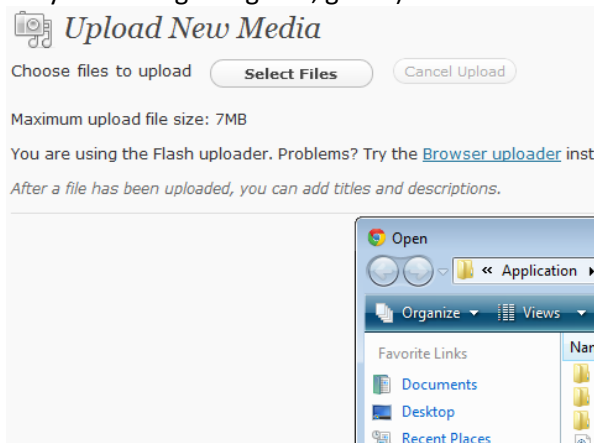 Upload New Media
Choose files to upload Select Files Cancel Upload
Maximum upload file size: 7MB
You are using the Flash uploader. Problems? Try the Browser uploader inst
After a file has been uploaded, you can add titles and descriptions.
Open
« Application
Organize Views
Favorite Links Nar
Documents
Desktop
Recent Places